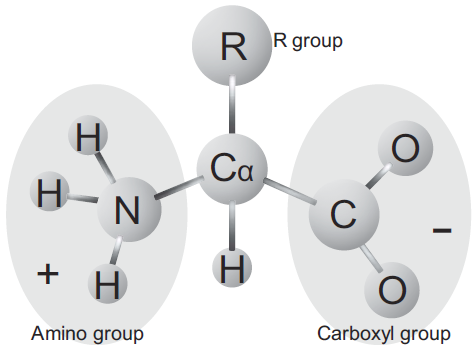 R
R group
H
O
H
Cα
N
C
-
+
H
H
O
Amino group
Carboxyl group